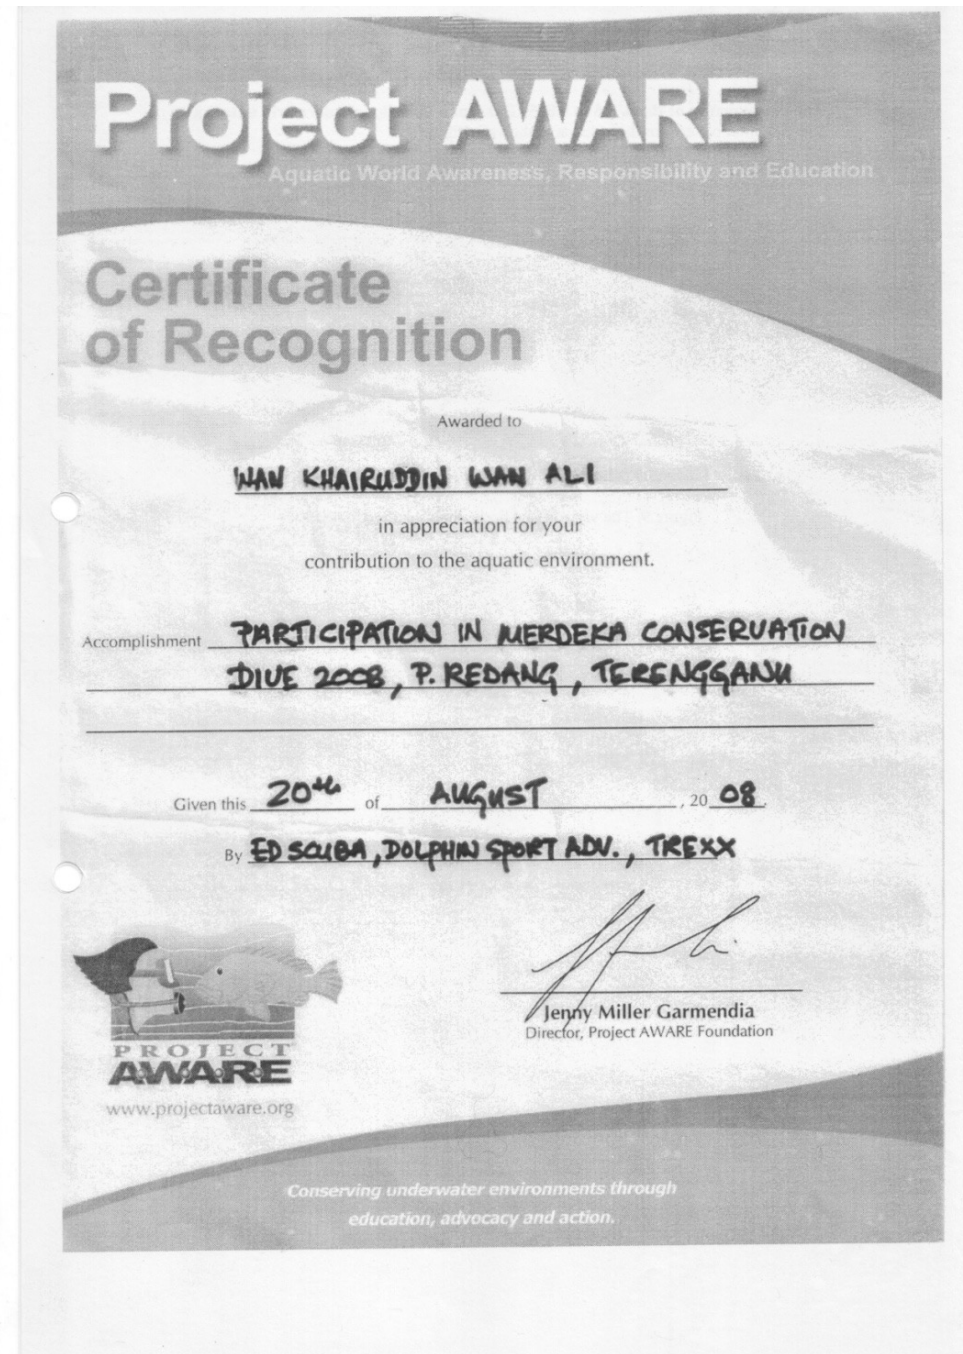 Project AWARE
Aquatic World Awareness, Responsibility and Education
Certificate
of Recognition
Awarded to
WAN KHAIRUDDIN WAN ALI
in appreciation for your
contribution to the aquatic environment.
Accomplishment PARTICIPATION IN MERDEKA CONSERVATION
DIVE 2008, P. REDANG, TERENGGANU
Given this 20th of AUGUST, 20 08.
By ED SCUBA, DOLPHIN SPORT ADV., TREXX
Jenny Miller Garmendia
Director, Project AWARE Foundation
PROJECT
AWARE
www.projectaware.org
Conserving underwater environments through
education, advocacy and action.